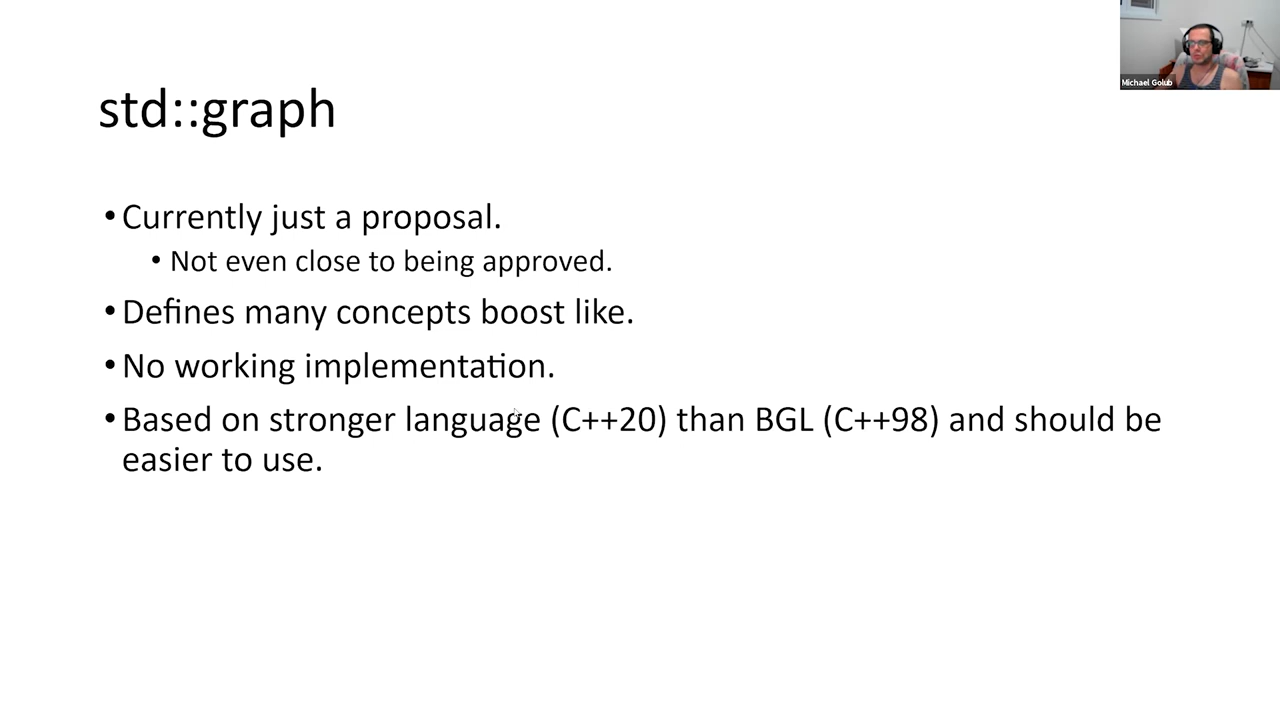 Michael Golub
std::graph
•Currently just a proposal.
•Not even close to being approved.
•Defines many concepts boost like.
•No working implementation.
•Based on stronger language (C++20) than BGL (C++98) and should be
easier to use.